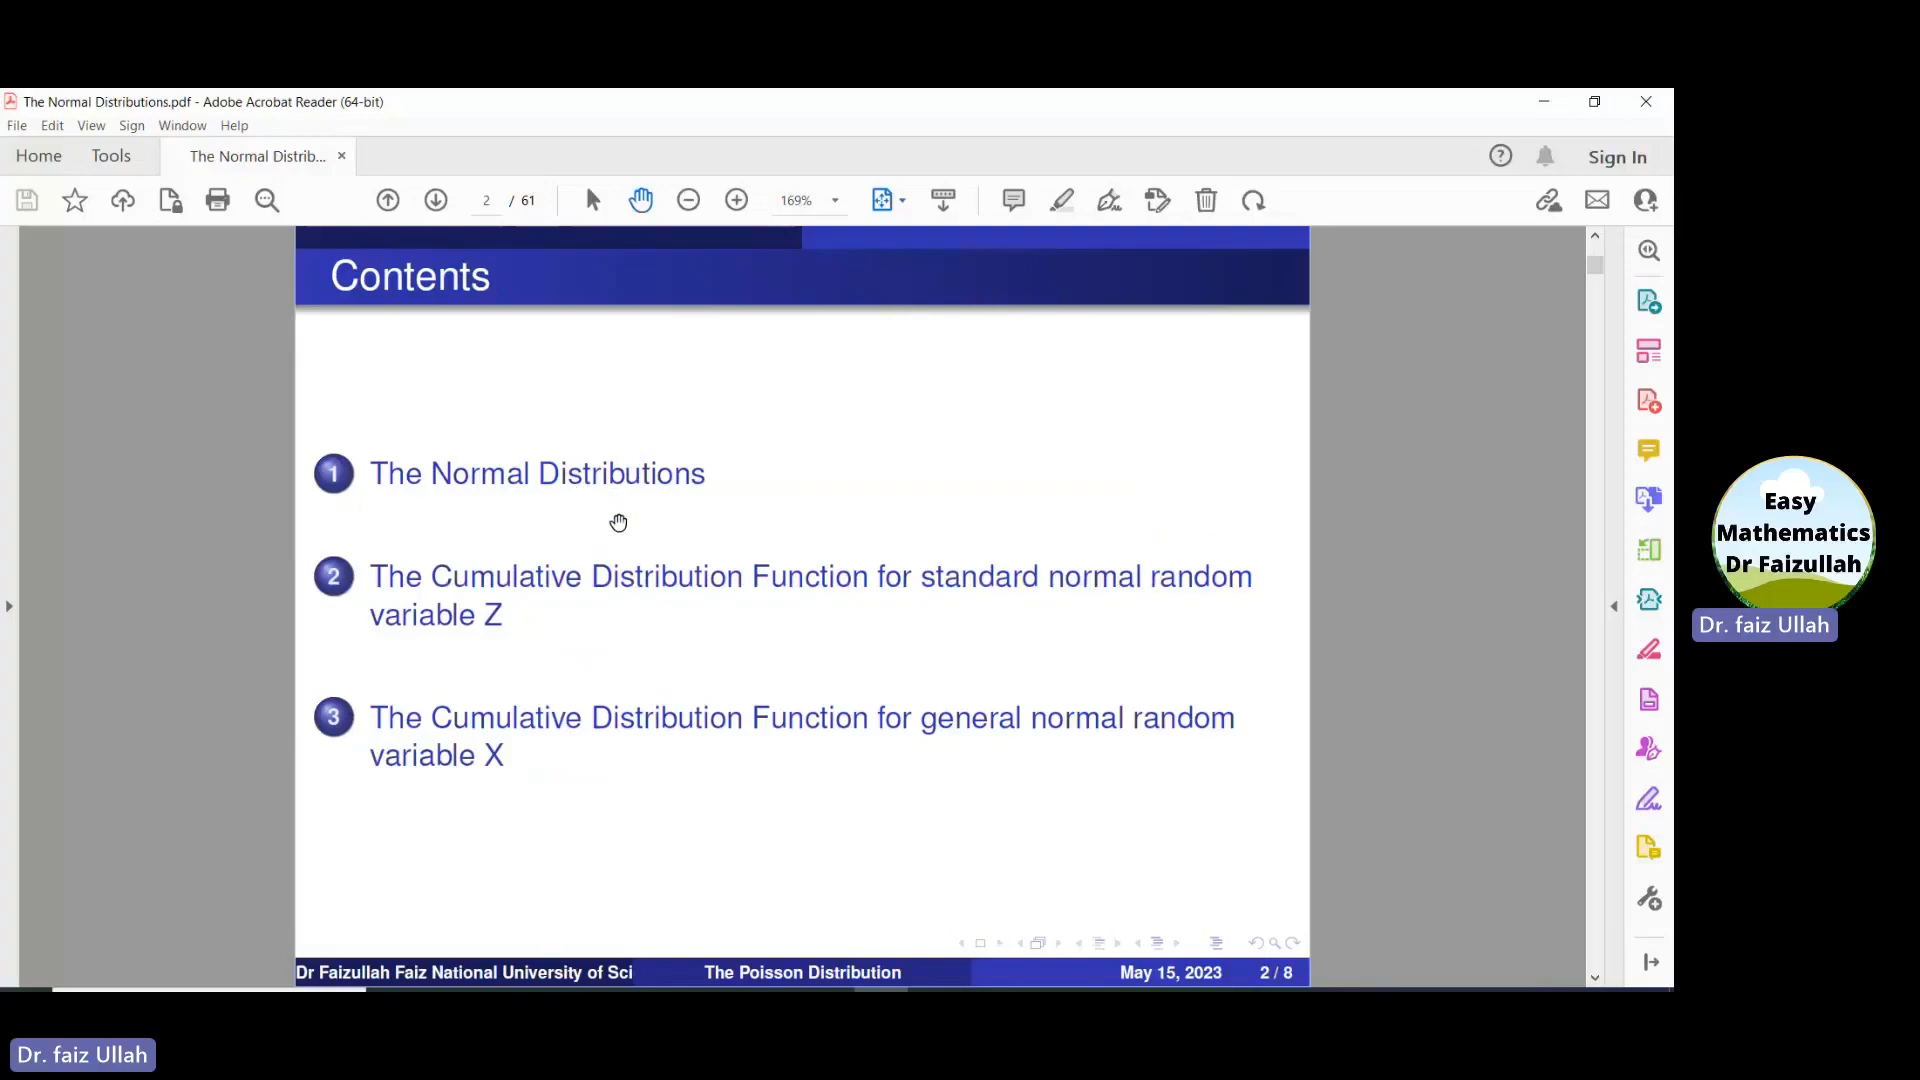 The Normal Distributions.pdf - Adobe Acrobat Reader (64-bit)
File Edit View Sign Window Help
Home Tools The Normal Distrib... × Sign In
2 / 61 169%
Contents
1 The Normal Distributions
2 The Cumulative Distribution Function for standard normal random
variable Z
3 The Cumulative Distribution Function for general normal random
variable X
Dr Faizullah Faiz National University of Sci The Poisson Distribution May 15, 2023 2 / 8
Easy
Mathematics
Dr Faizullah
Dr. faiz Ullah
Dr. faiz Ullah